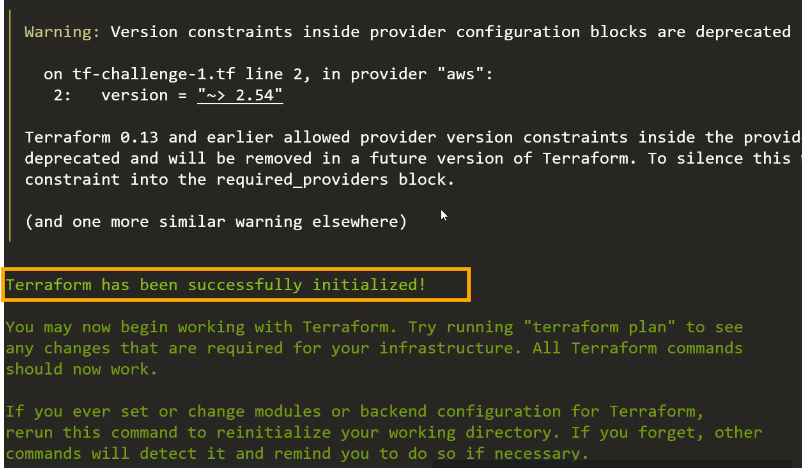 Warning: Version constraints inside provider configuration blocks are deprecated
on tf-challenge-1.tf line 2, in provider "aws":
2: version = "~> 2.54"
Terraform 0.13 and earlier allowed provider version constraints inside the provid
deprecated and will be removed in a future version of Terraform. To silence this
constraint into the required_providers block.
(and one more similar warning elsewhere)
Terraform has been successfully initialized!
You may now begin working with Terraform. Try running "terraform plan" to see
any changes that are required for your infrastructure. All Terraform commands
should now work.
If you ever set or change modules or backend configuration for Terraform,
rerun this command to reinitialize your working directory. If you forget, other
commands will detect it and remind you to do so if necessary.